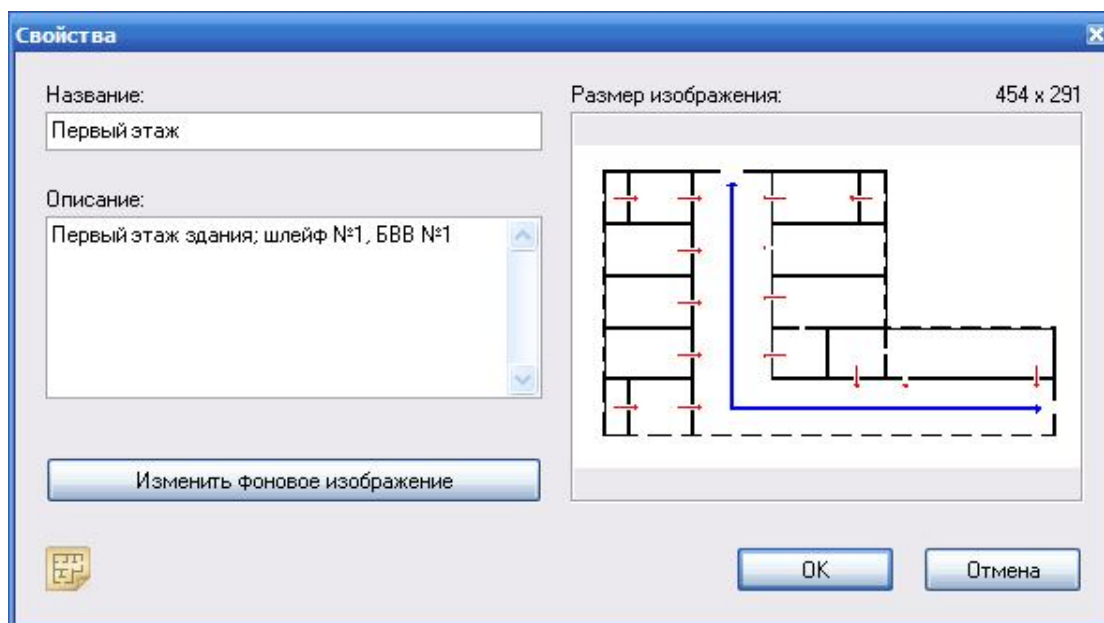 Свойства
Название:
Первый этаж
Описание:
Первый этаж здания; шлейф №1, БВВ №1
Изменить фоновое изображение
Размер изображения: 454 x 291
OK Отмена